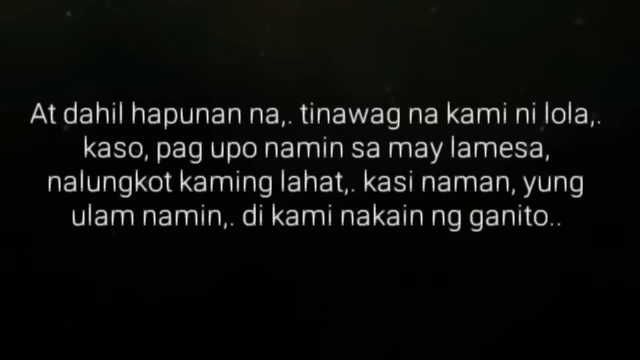 At dahil hapunan na,. tinawag na kami ni lola,.
kaso, pag upo namin sa may lamesa,
nalungkot kaming lahat,. kasi naman, yung
ulam namin,. di kami nakain ng ganito..